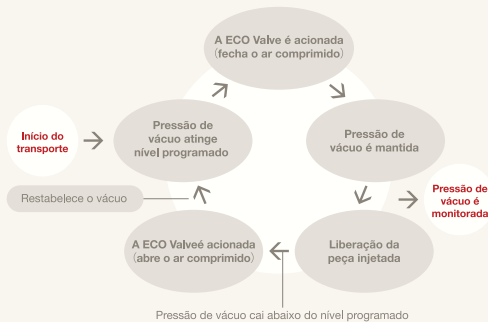 A ECO Valve é acionada
(fecha o ar comprimido)
Início do
transporte
Pressão de
vácuo atinge
nível programado
Pressão de
vácuo é mantida
Restabelece o vácuo
Pressão de
vácuo é
monitorada
A ECO Valveé acionada
(abre o ar comprimido)
Liberação da
peça injetada
Pressão de vácuo cai abaixo do nível programado